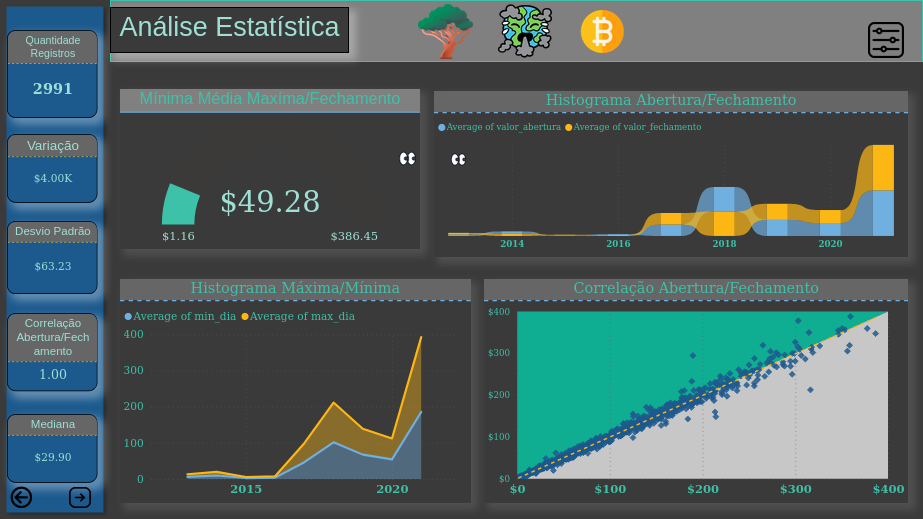 Análise Estatística
Quantidade
Registros
2991
Variação
$4.00K
Desvio Padrão
$63.23
Correlação
Abertura/Fech
amento
1.00
Mediana
$29.90
Mínima Média Maxíma/Fechamento
$49.28
$1.16
$386.45
Histograma Abertura/Fechamento
Average of valor_abertura Average of valor_fechamento
2014 2016 2018 2020
Histograma Máxima/Mínima
Average of min_dia Average of max_dia
400
300
200
100
0
2015 2020
Correlação Abertura/Fechamento
$400
$300
$200
$100
$0
$0 $100 $200 $300 $400